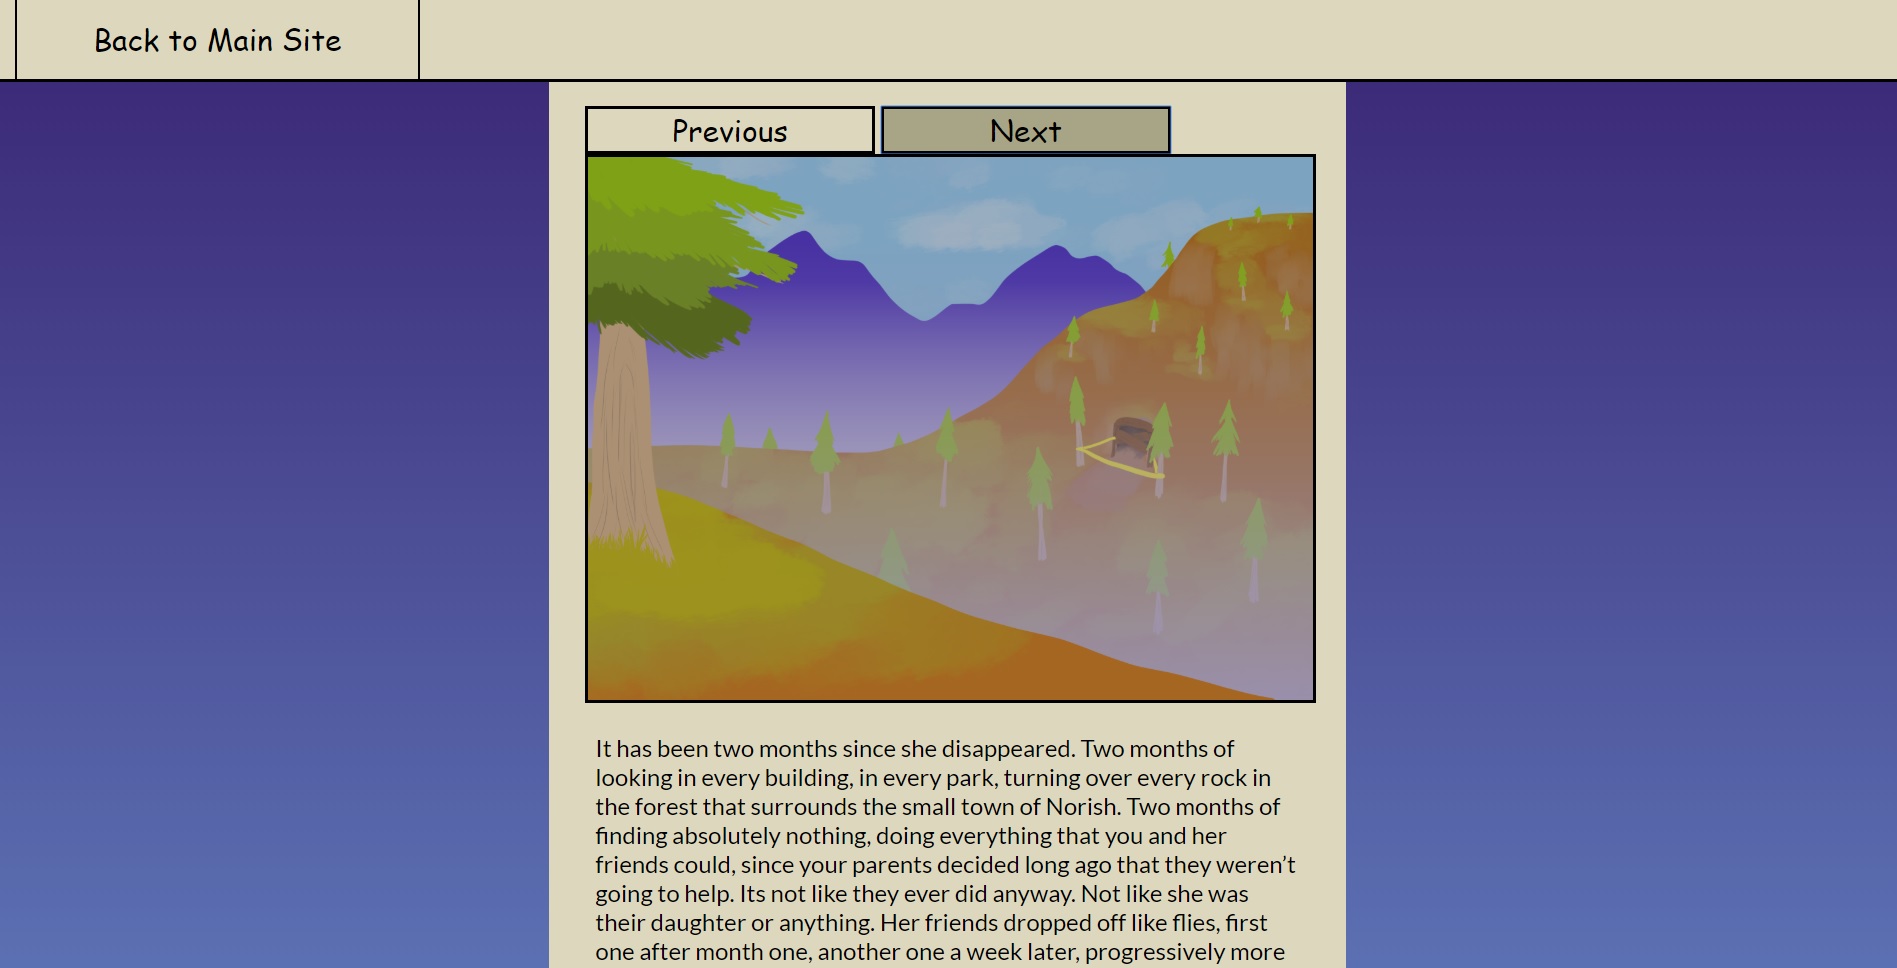 Back to Main Site
Previous
Next
It has been two months since she disappeared. Two months of
looking in every building, in every park, turning over every rock in
the forest that surrounds the small town of Norish. Two months of
finding absolutely nothing, doing everything that you and her
friends could, since your parents decided long ago that they weren’t
going to help. Its not like they ever did anyway. Not like she was
their daughter or anything. Her friends dropped off like flies, first
one after month one, another one a week later, progressively more